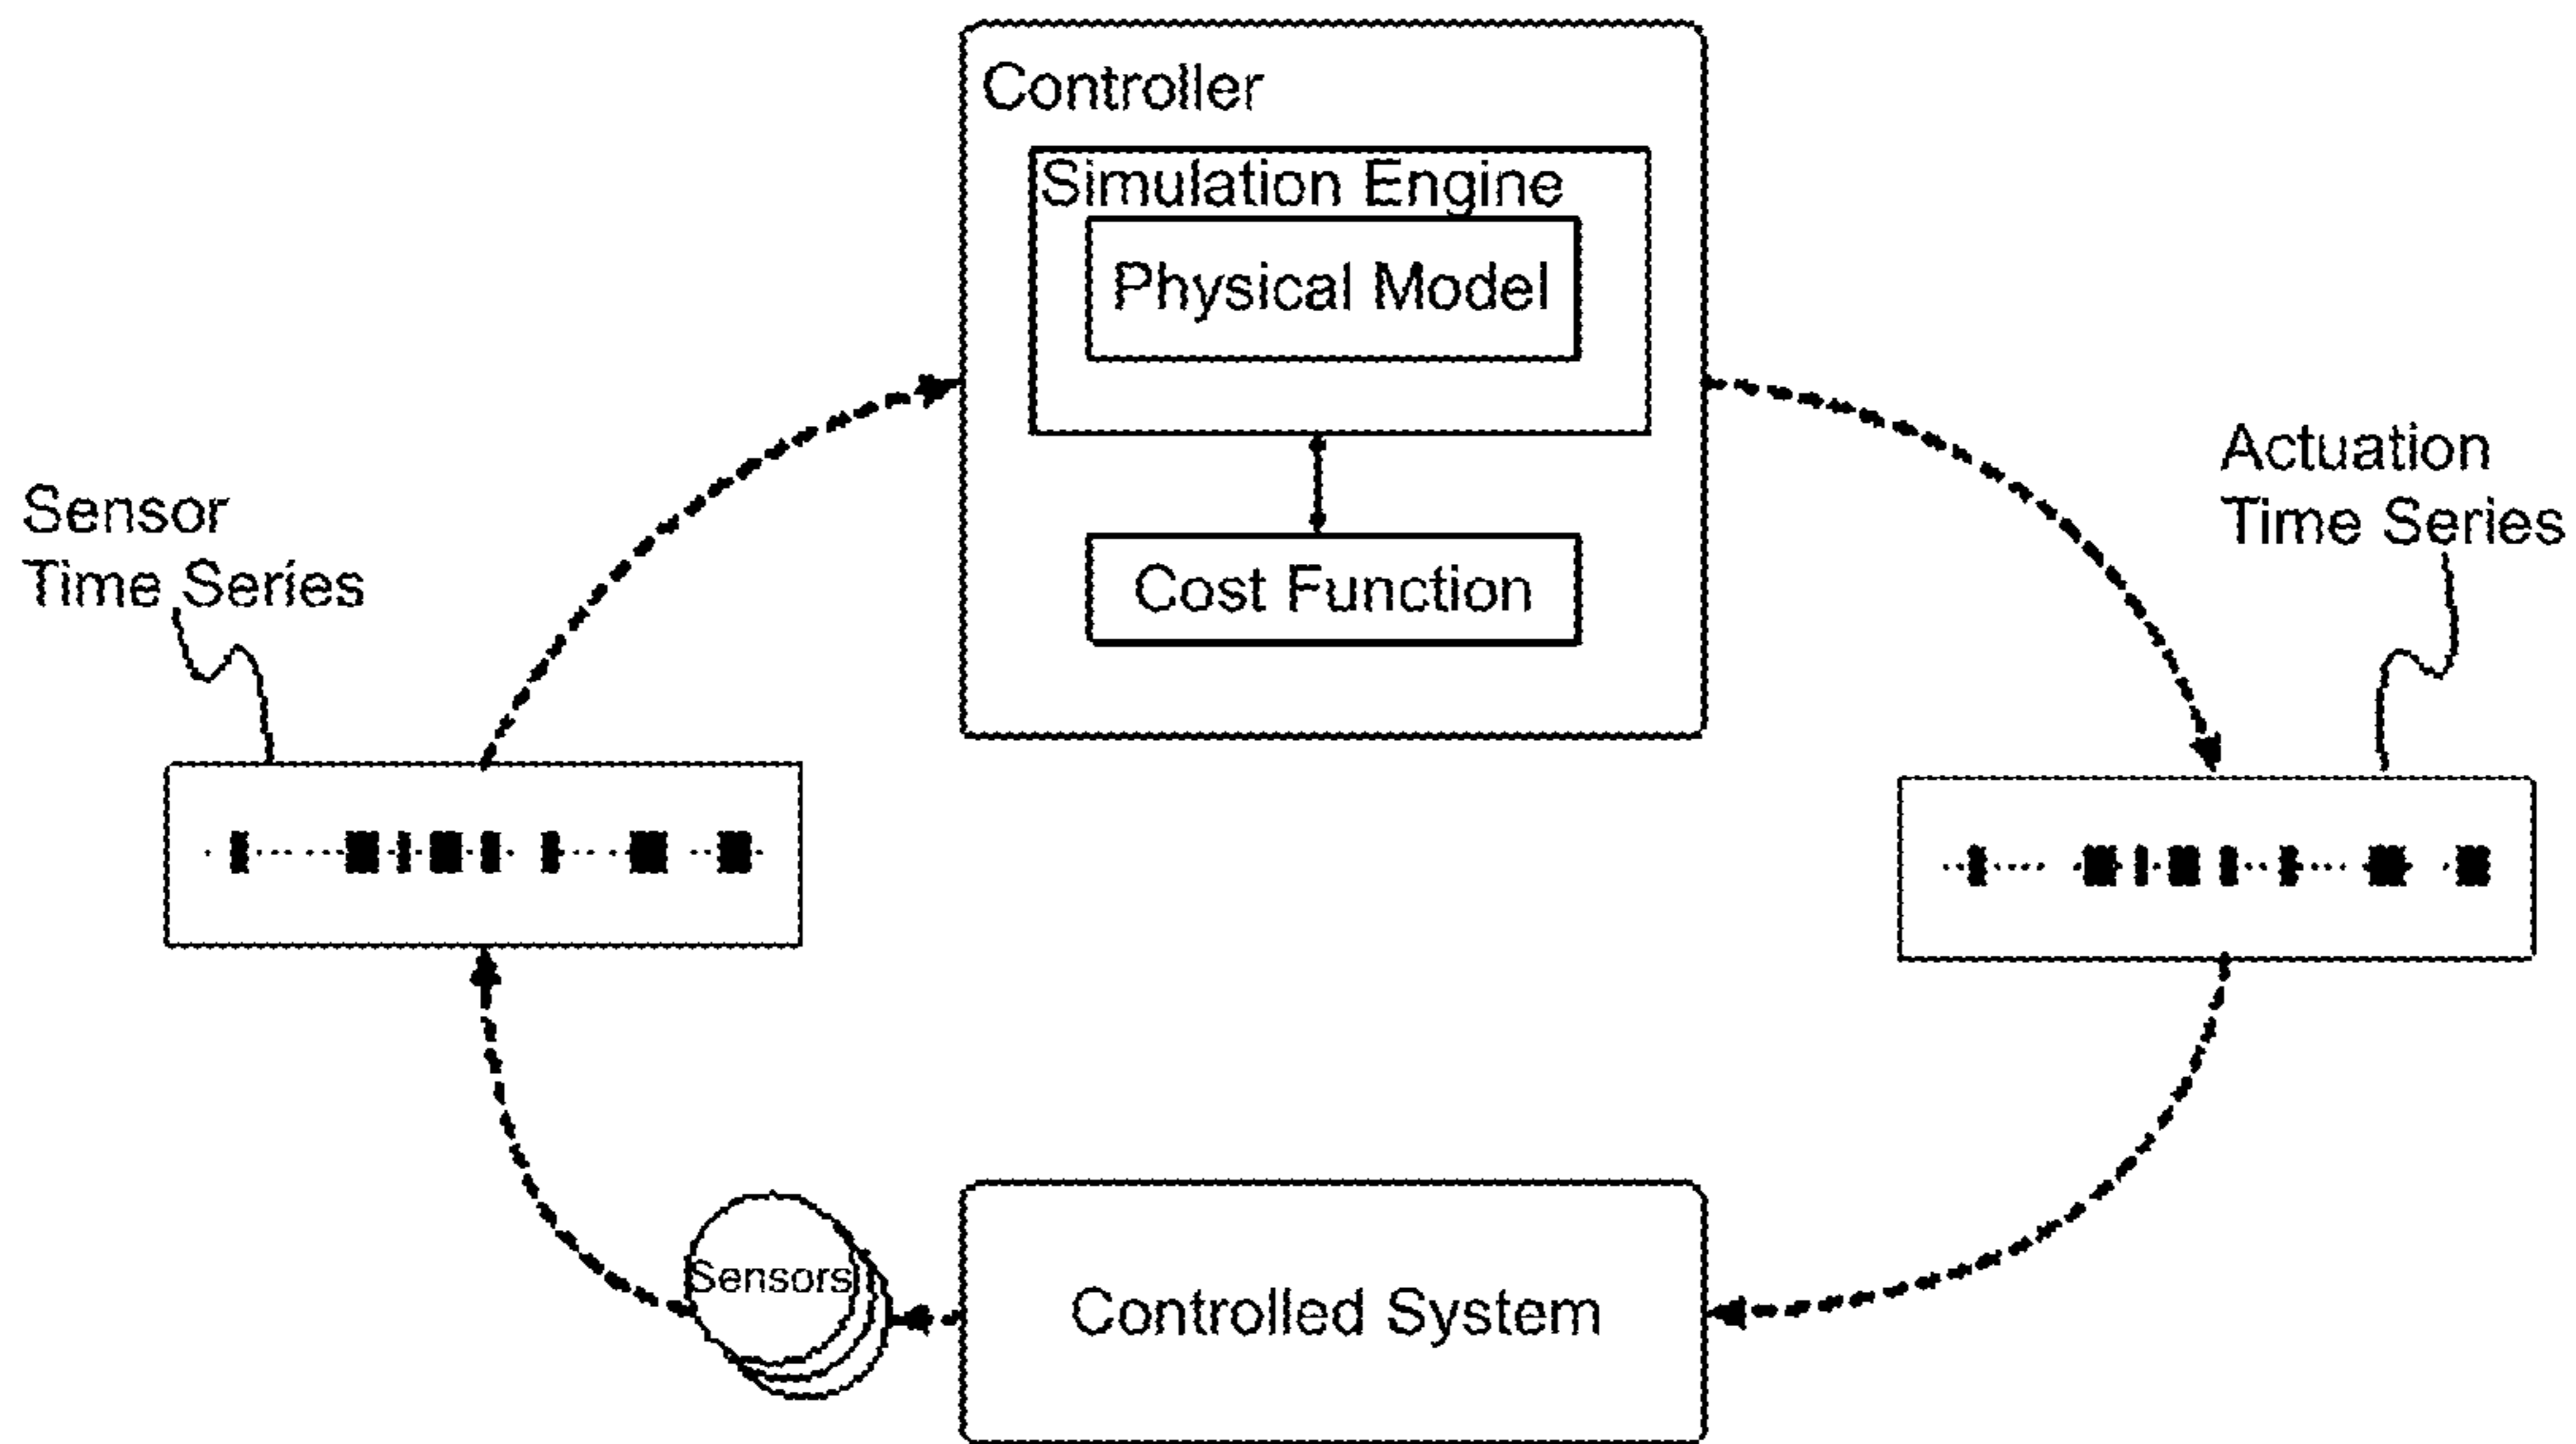 Controller
Simulation Engine
Physical Model
Cost Function
Sensor
Time Series
Actuation
Time Series
Sensors
Controlled System